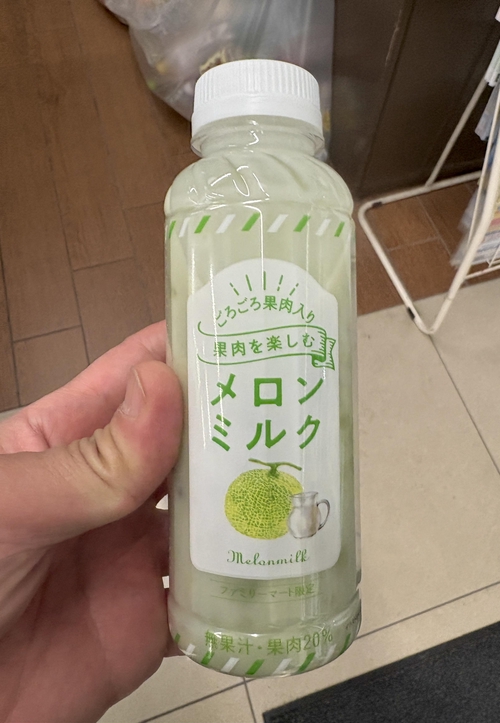 ごろごろ果肉入り
果肉を楽しむ
メロン
ミルク
Melonmilk
ファミリーマート限定
無果汁・果肉20%